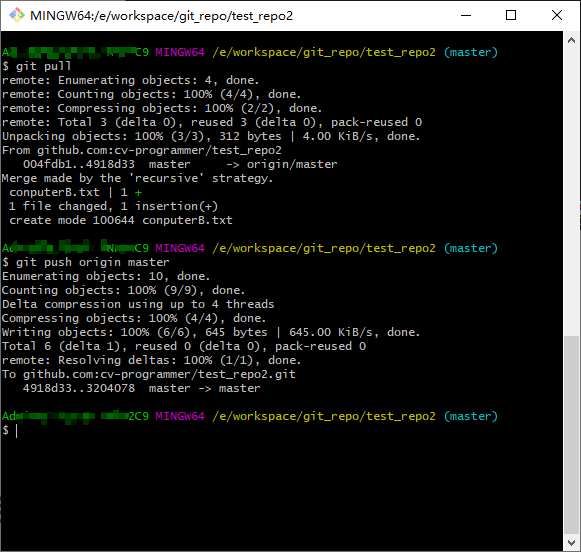 MINGW64:/e/workspace/git_repo/test_repo2
MINGW64 /e/workspace/git_repo/test_repo2 (master)
$ git pull
remote: Enumerating objects: 4, done.
remote: Counting objects: 100% (4/4), done.
remote: Compressing objects: 100% (2/2), done.
remote: Total 3 (delta 0), reused 3 (delta 0), pack-reused 0
Unpacking objects: 100% (3/3), 312 bytes | 4.00 KiB/s, done.
From github.com:cv-programmer/test_repo2
   004fdb1..4918d33  master     -> origin/master
Merge made by the 'recursive' strategy.
 conputerB.txt | 1 +
 1 file changed, 1 insertion(+)
 create mode 100644 conputerB.txt
MINGW64 /e/workspace/git_repo/test_repo2 (master)
$ git push origin master
Enumerating objects: 10, done.
Counting objects: 100% (9/9), done.
Delta compression using up to 4 threads
Compressing objects: 100% (4/4), done.
Writing objects: 100% (6/6), 645 bytes | 645.00 KiB/s, done.
Total 6 (delta 1), reused 0 (delta 0), pack-reused 0
remote: Resolving deltas: 100% (1/1), done.
To github.com:cv-programmer/test_repo2.git
   4918d33..3204078  master -> master
MINGW64 /e/workspace/git_repo/test_repo2 (master)
$